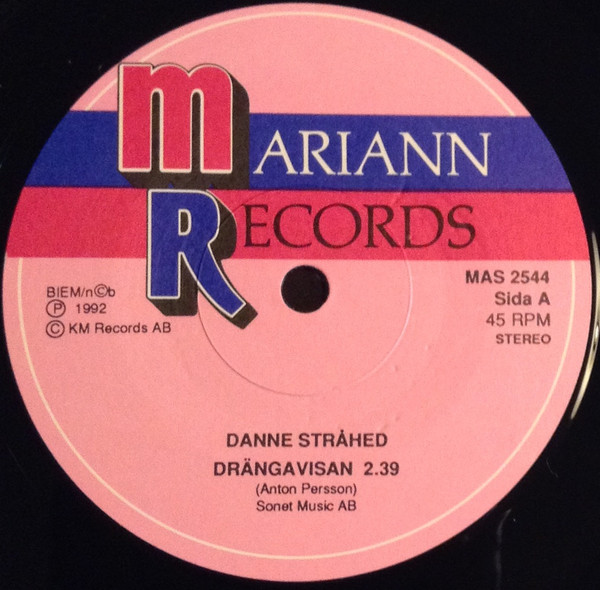 MARIANN
RECORDS
BIEM/n©b
Ⓟ 1992
© KM Records AB
MAS 2544
Sida A
45 RPM
STEREO
DANNE STRÅHED
DRÄNGAVISAN 2.39
(Anton Persson)
Sonet Music AB